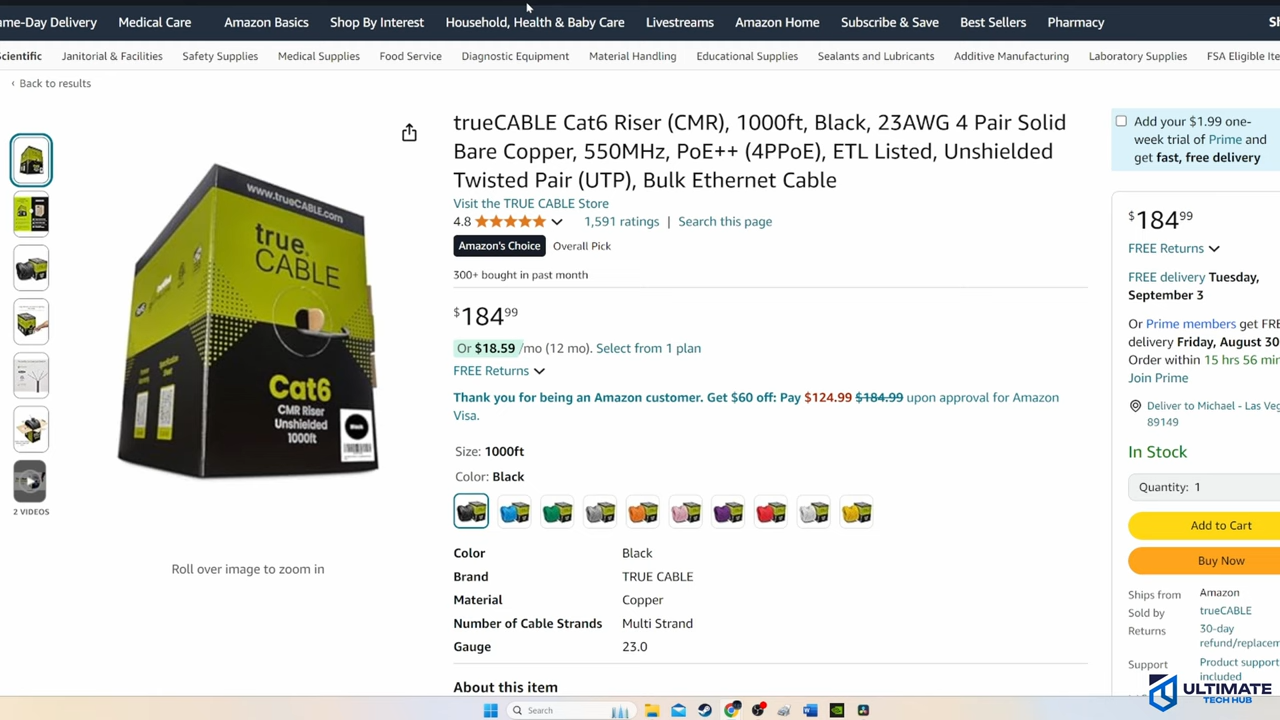 me-Day Delivery Medical Care Amazon Basics Shop By Interest Household, Health & Baby Care Livestreams Amazon Home Subscribe & Save Best Sellers Pharmacy
Scientific Janitorial & Facilities Safety Supplies Medical Supplies Food Service Diagnostic Equipment Material Handling Educational Supplies Sealants and Lubricants Additive Manufacturing Laboratory Supplies FSA Eligible Ite
‹ Back to results
www.trueCABLE.com
true
CABLE
Cat6
CMR Riser
Unshielded
1000ft
Black
2 VIDEOS
Roll over image to zoom in
trueCABLE Cat6 Riser (CMR), 1000ft, Black, 23AWG 4 Pair Solid
Bare Copper, 550MHz, PoE++ (4PPoE), ETL Listed, Unshielded
Twisted Pair (UTP), Bulk Ethernet Cable
Visit the TRUE CABLE Store
4.8 1,591 ratings | Search this page
Amazon's Choice Overall Pick
300+ bought in past month
$18499
Or $18.59 /mo (12 mo). Select from 1 plan
FREE Returns
Thank you for being an Amazon customer. Get $60 off: Pay $124.99 $184.99 upon approval for Amazon
Visa.
Size: 1000ft
Color: Black
Color Black
Brand TRUE CABLE
Material Copper
Number of Cable Strands Multi Strand
Gauge 23.0
About this item
Add your $1.99 one-
week trial of Prime and
get fast, free delivery
$18499
FREE Returns
FREE delivery Tuesday,
September 3
Or Prime members get FRE
delivery Friday, August 30
Order within 15 hrs 56 min
Join Prime
Deliver to Michael - Las Veg
89149
In Stock
Quantity: 1
Add to Cart
Buy Now
Ships from Amazon
Sold by trueCABLE
Returns 30-day
refund/replacem
Support Product support
included
ULTIMATE
TECH HUB
Search